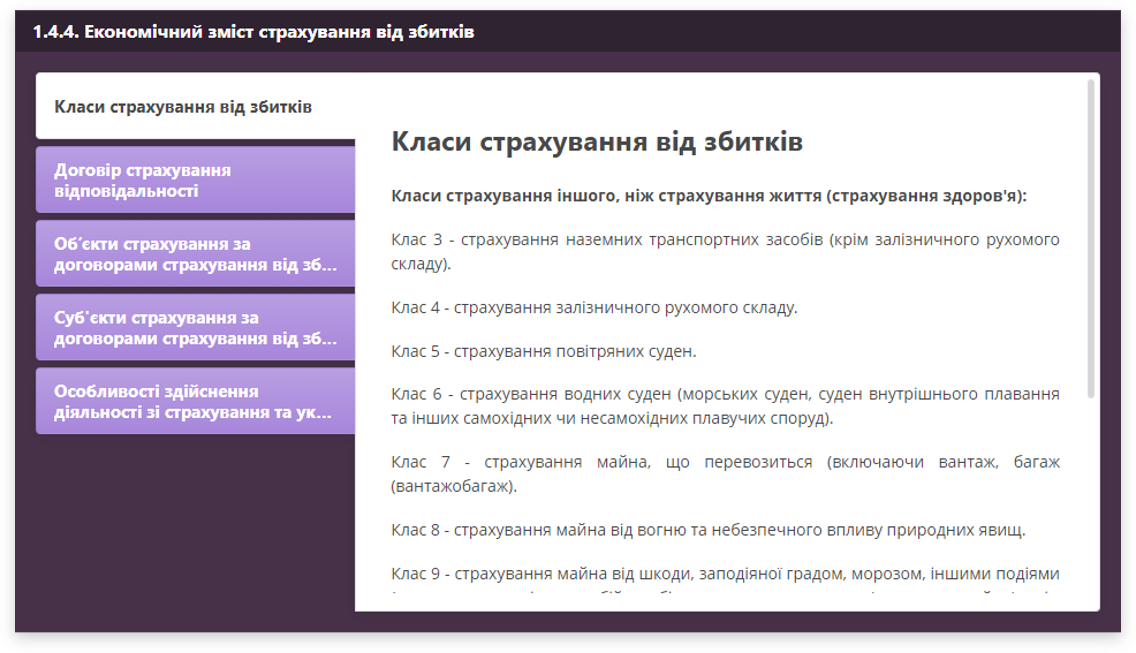 1.4.4. Економічний зміст страхування від збитків
Класи страхування від збитків
Договір страхування
відповідальності
Об’єкти страхування за
договорами страхування від зб...
Суб'єкти страхування за
договорами страхування від зб...
Особливості здійснення
діяльності зі страхування та ук...
Класи страхування від збитків
Класи страхування іншого, ніж страхування життя (страхування здоров'я):
Клас 3 - страхування наземних транспортних засобів (крім залізничного рухомого
складу).
Клас 4 - страхування залізничного рухомого складу.
Клас 5 - страхування повітряних суден.
Клас 6 - страхування водних суден (морських суден, суден внутрішнього плавання
та інших самохідних чи несамохідних плавучих споруд).
Клас 7 - страхування майна, що перевозиться (включаючи вантаж, багаж
(вантажобагаж).
Клас 8 - страхування майна від вогню та небезпечного впливу природних явищ.
Клас 9 - страхування майна від шкоди, заподіяної градом, морозом, іншими подіями